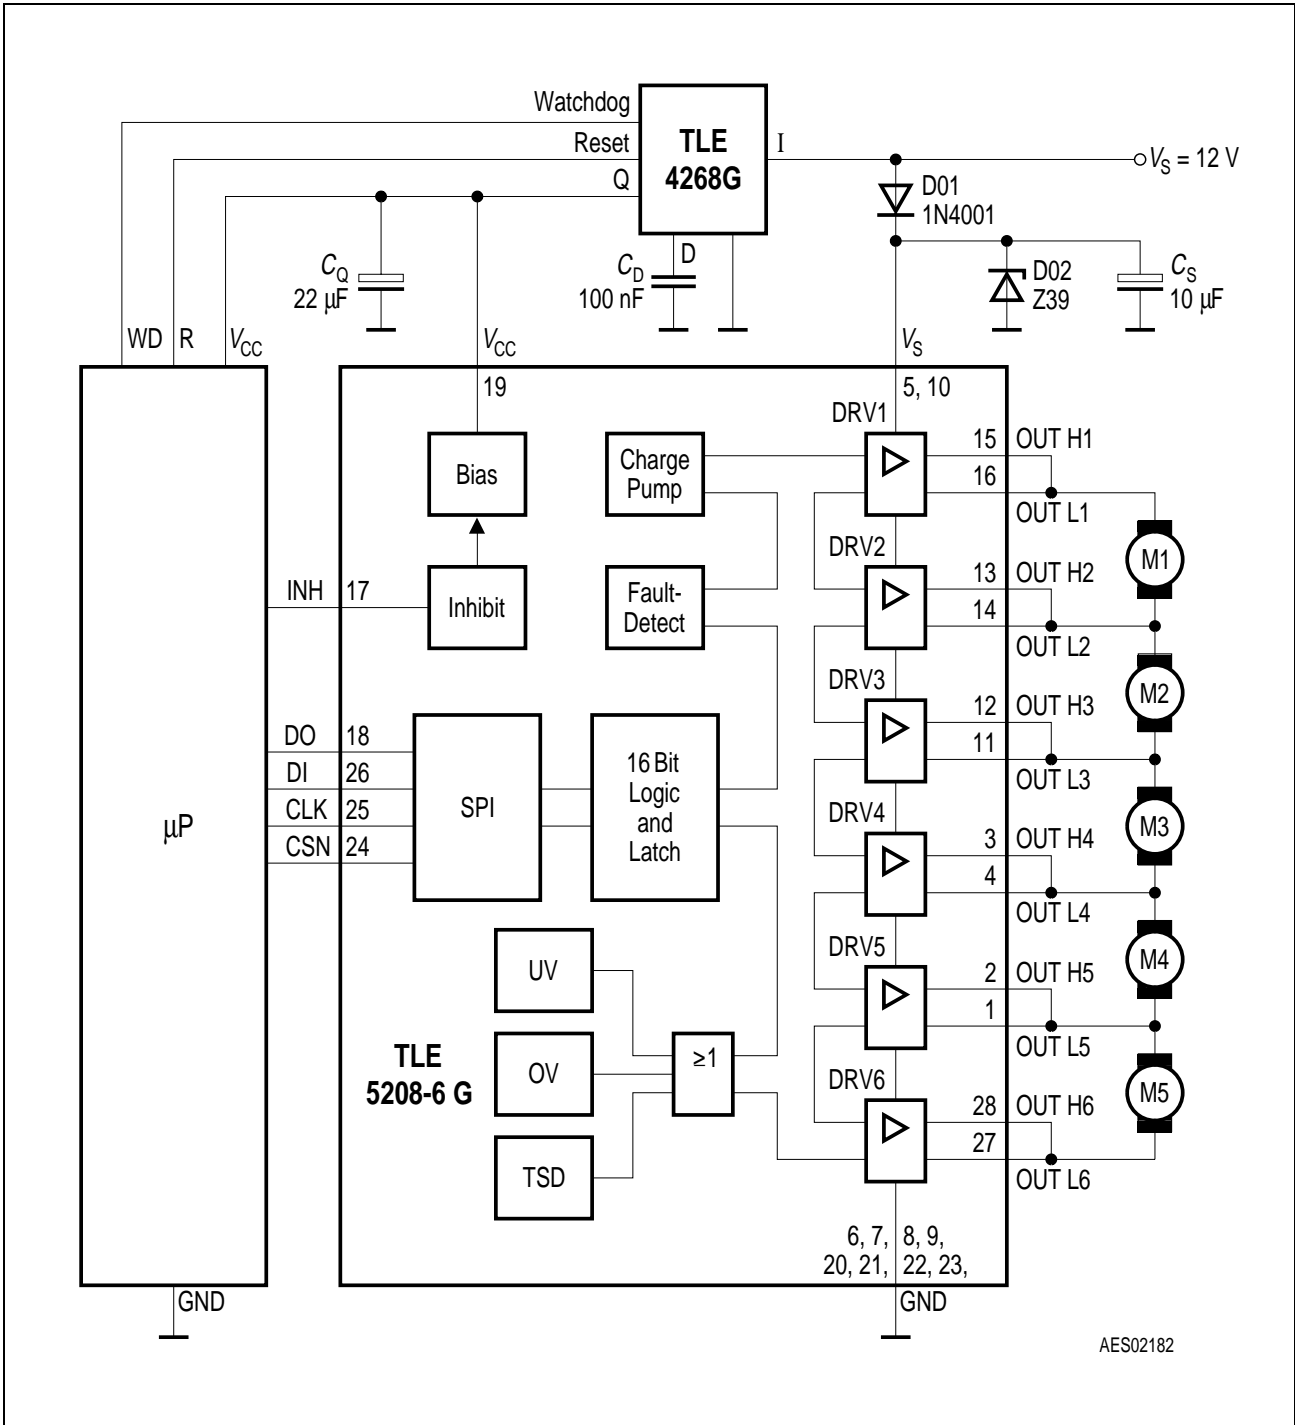 Watchdog
Reset
Q
TLE
4268G
I
V_S = 12 V
D01
1N4001
C_Q
22 μF
C_D
100 nF
D
D02
Z39
C_S
10 μF
WD
R
V_CC
V_CC
V_S
19
5, 10
DRV1
Bias
Charge
Pump
15
OUT H1
16
OUT L1
M1
DRV2
INH
17
Inhibit
Fault-
Detect
13
OUT H2
14
OUT L2
M2
DRV3
12
OUT H3
11
OUT L3
M3
DO
18
DI
26
CLK
25
CSN
24
μP
SPI
16 Bit
Logic
and
Latch
DRV4
3
OUT H4
4
OUT L4
M4
DRV5
UV
2
OUT H5
1
OUT L5
M5
TLE
5208-6 G
OV
≥1
DRV6
28
OUT H6
27
OUT L6
TSD
6, 7, 8, 9,
20, 21, 22, 23,
GND
GND
AES02182